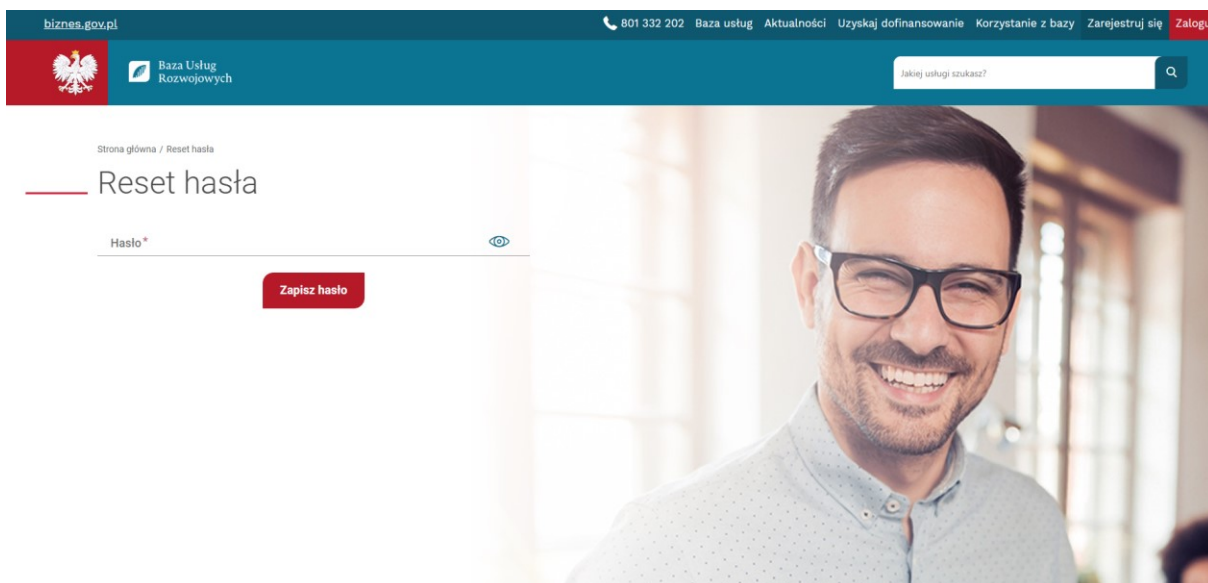 biznes.gov.pl
801 332 202 Baza usług Aktualności Uzyskaj dofinansowanie Korzystanie z bazy Zarejestruj się
Baza Usług
Rozwojowych
Jakiej usługi szukasz?
Strona główna / Reset hasła
Reset hasła
Hasło*
Zapisz hasło